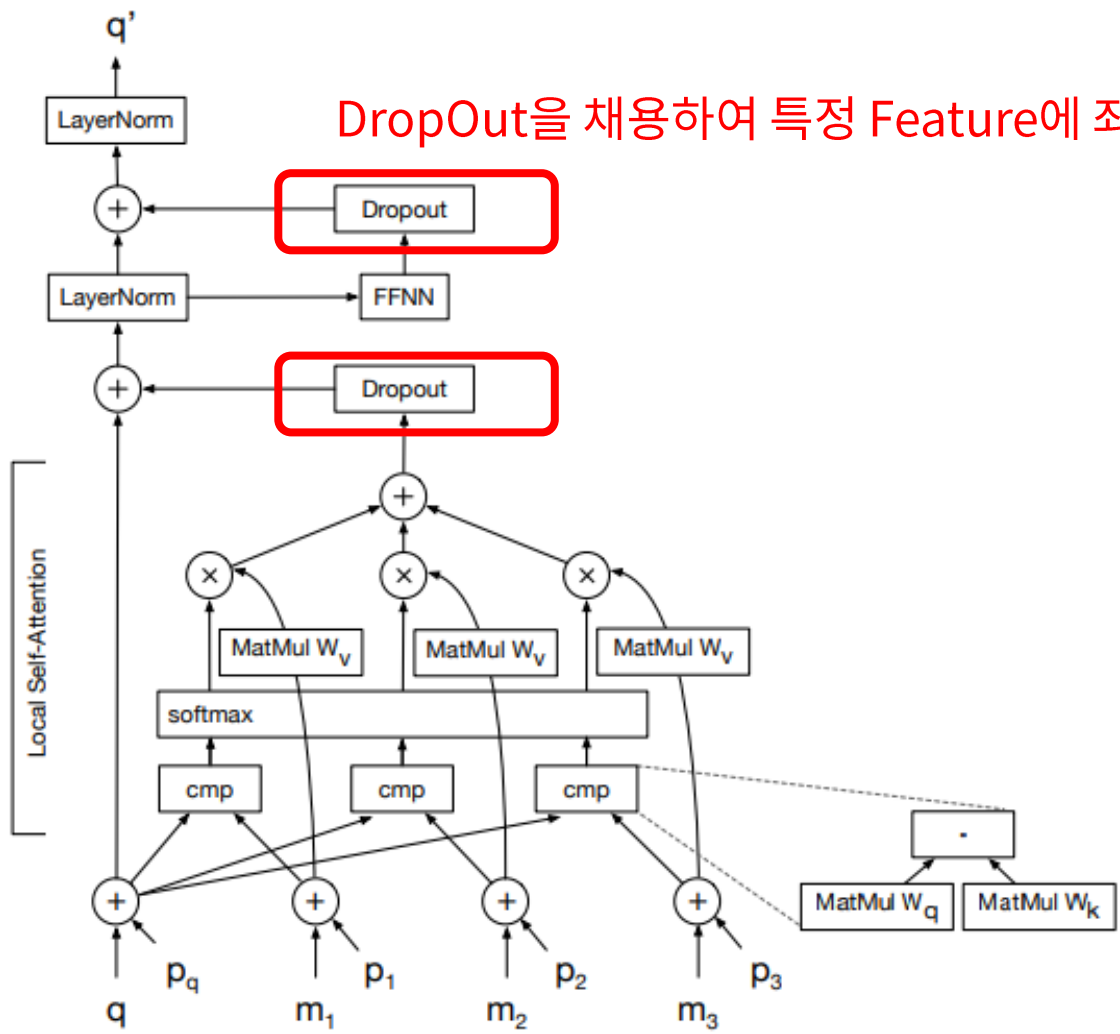 q’
LayerNorm
DropOut을 채용하여 특정 Feature에
Dropout
+
LayerNorm
FFNN
+
Dropout
+
× × ×
Local Self-Attention
MatMul Wv MatMul Wv MatMul Wv
softmax
cmp cmp cmp
-
MatMul Wq MatMul Wk
+ + + +
pq p1 p2 p3
q m1 m2 m3